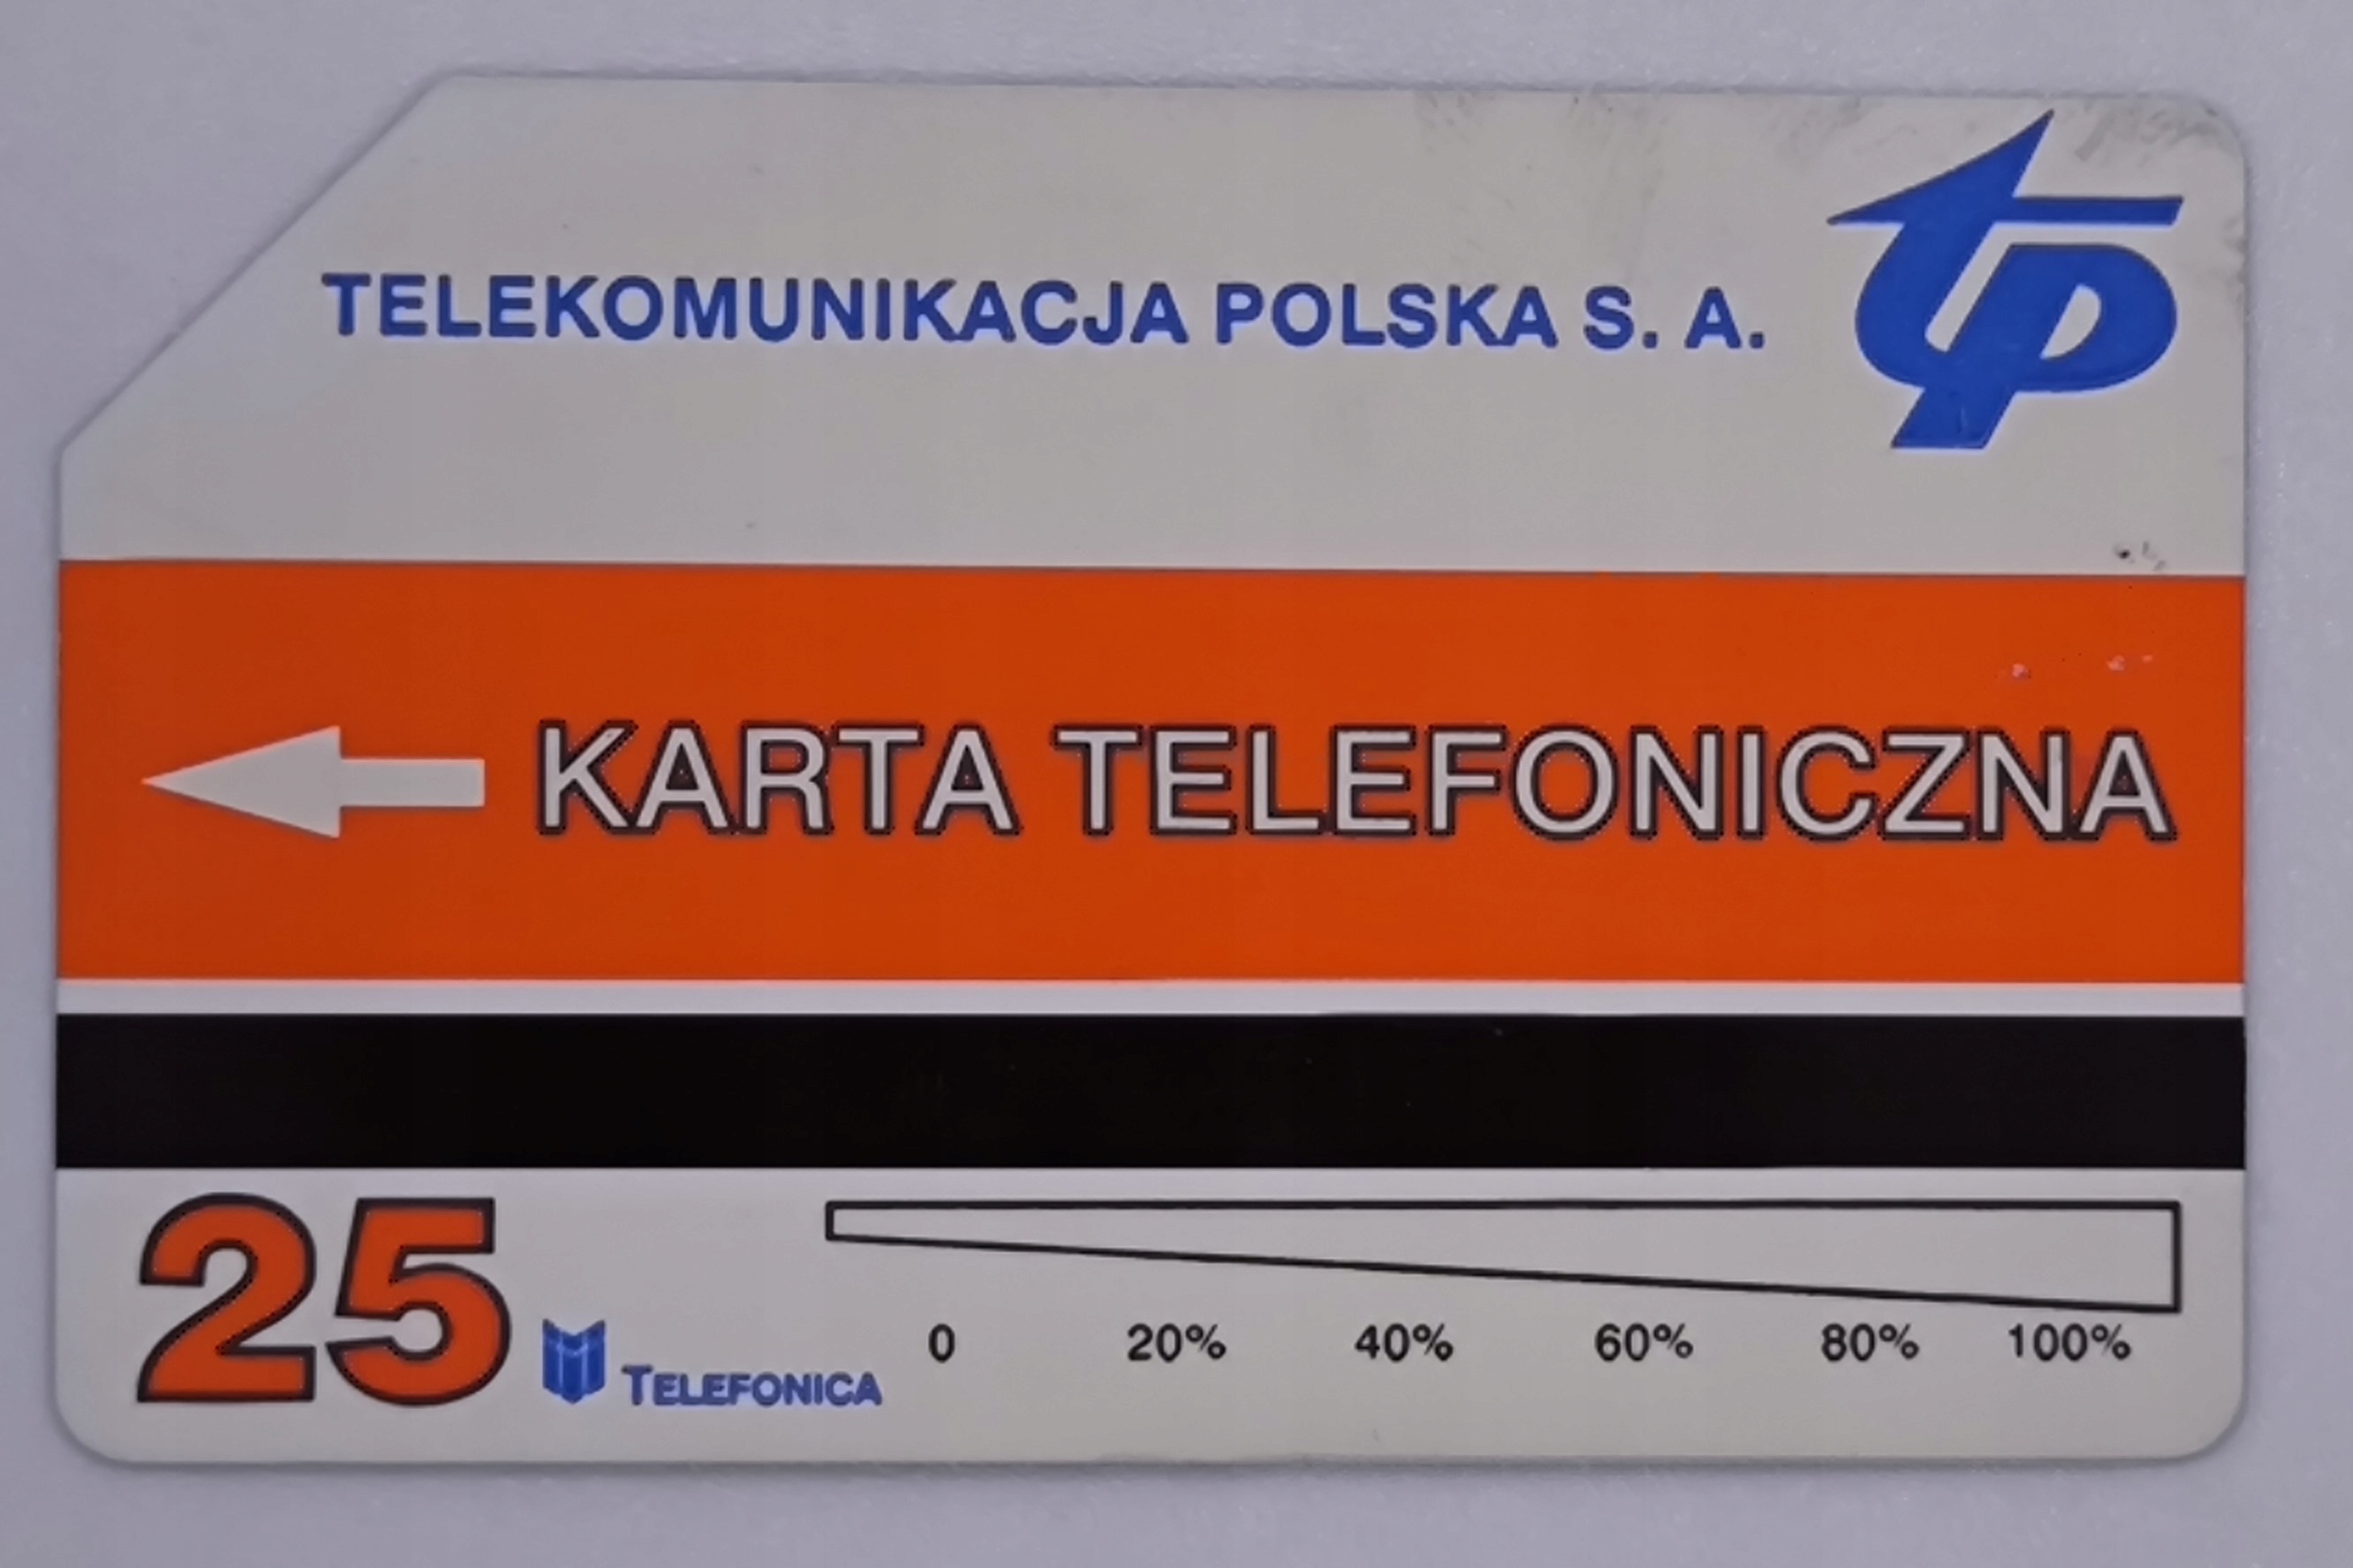 TELEKOMUNIKACJA POLSKA S. A.
tp
KARTA TELEFONICZNA
25
TELEFONICA
0 20% 40% 60% 80% 100%